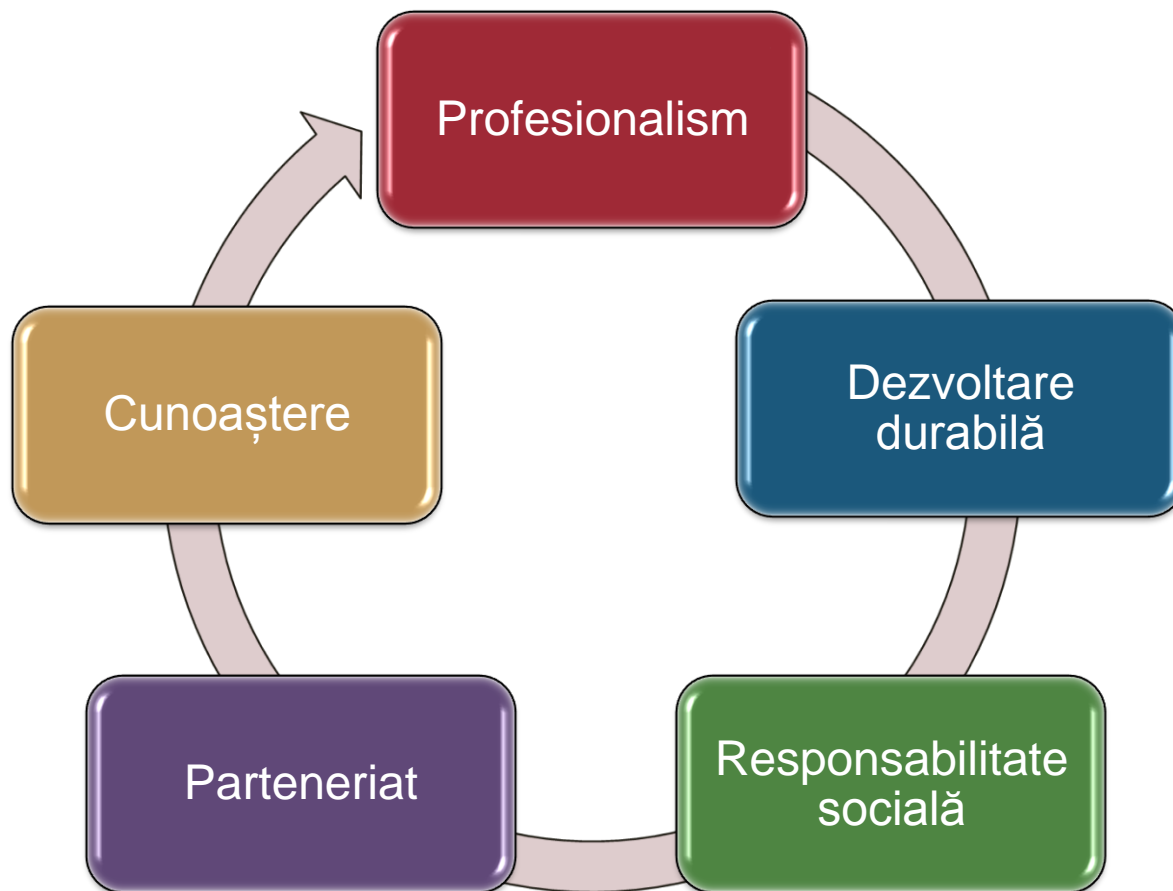 Profesionalism
Dezvoltare
durabilă
Responsabilitate
socială
Parteneriat
Cunoaștere